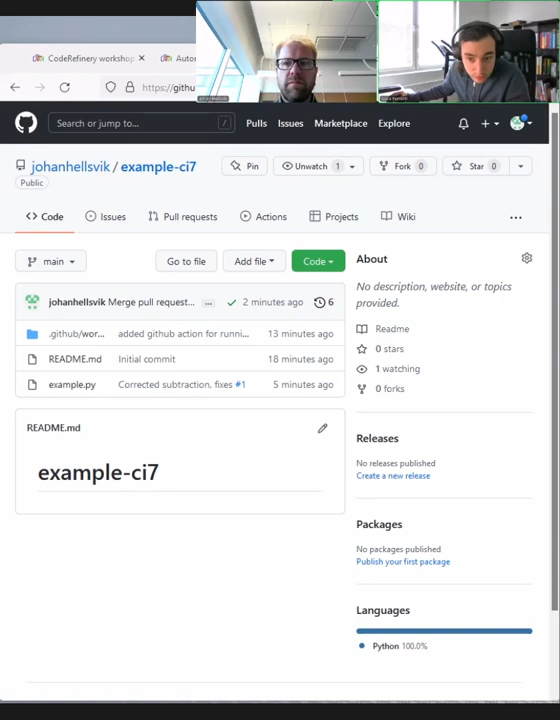 CodeRefinery workshop
Autor
https://githu
Search or jump to...
/
Pulls
Issues
Marketplace
Explore
johanhellsvik / example-ci7
Public
Pin
Unwatch 1
Fork 0
Star 0
Code
Issues
Pull requests
Actions
Projects
Wiki
...
main
Go to file
Add file
Code
johanhellsvik Merge pull request... ... 2 minutes ago 6
.github/wor... added github action for runni... 13 minutes ago
README.md Initial commit 18 minutes ago
example.py Corrected subtraction, fixes #1 5 minutes ago
README.md
example-ci7
About
No description, website, or topics
provided.
Readme
0 stars
1 watching
0 forks
Releases
No releases published
Create a new release
Packages
No packages published
Publish your first package
Languages
Python 100.0%